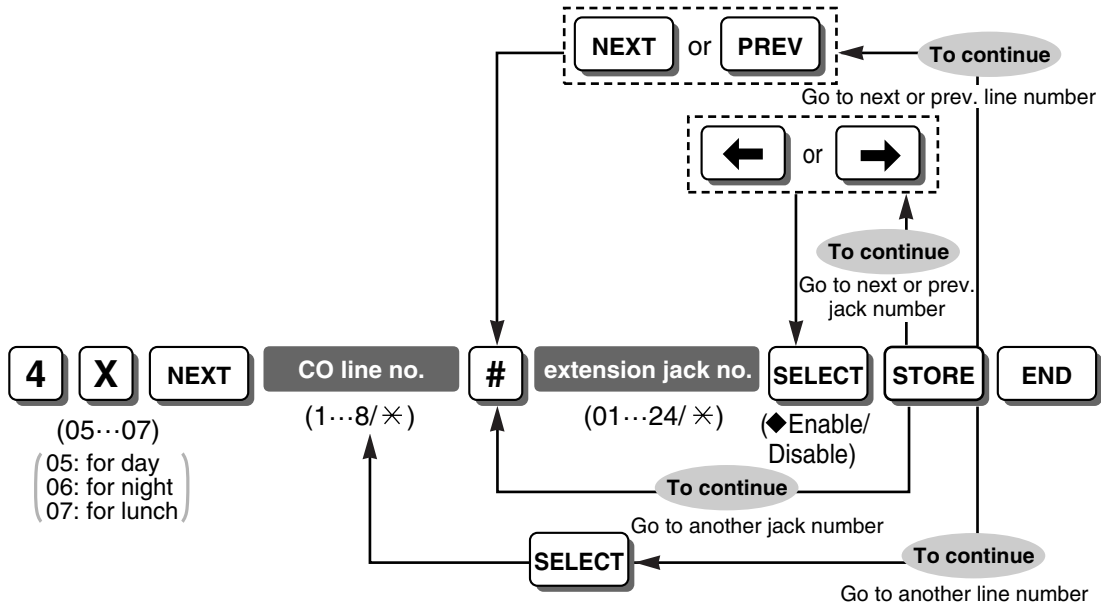 NEXT or PREV
To continue
Go to next or prev. line number
← or →
To continue
Go to next or prev.
jack number
4 X NEXT CO line no. # extension jack no. SELECT STORE END
(05···07)
05: for day
06: for night
07: for lunch
(1···8/✳)
(01···24/✳)
(◆Enable/
Disable)
To continue
Go to another jack number
SELECT
To continue
Go to another line number